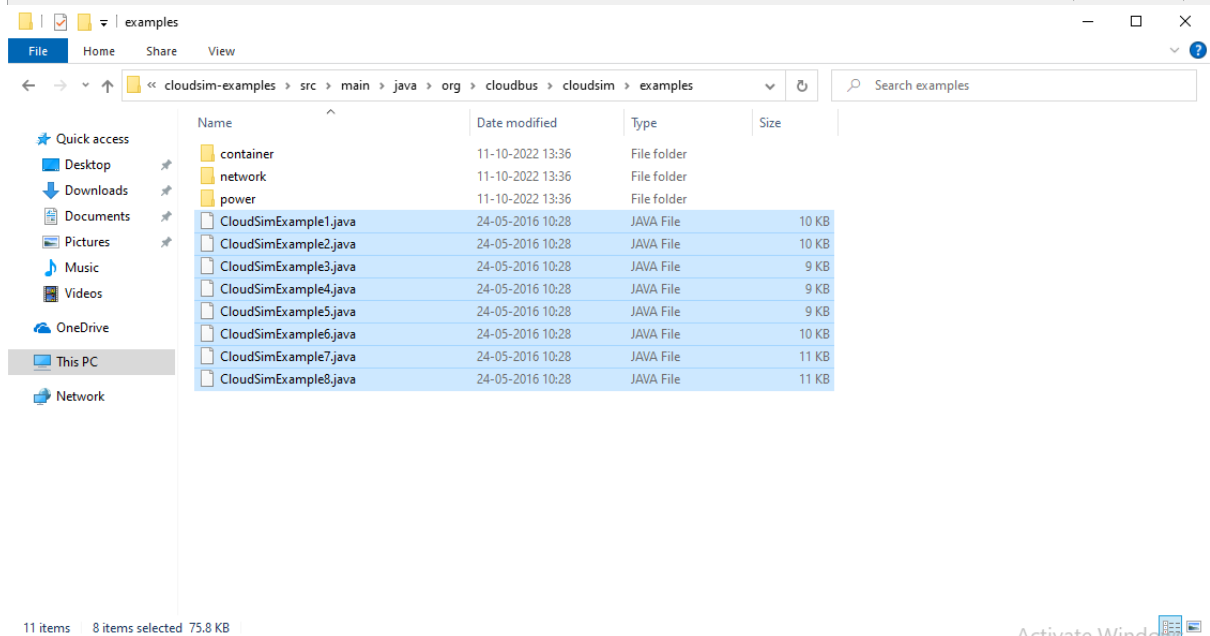 examples
File Home Share View
« cloudsim-examples > src > main > java > org > cloudbus > cloudsim > examples
Search examples
Quick access
Desktop
Downloads
Documents
Pictures
Music
Videos
OneDrive
This PC
Network
Name Date modified Type Size
container 11-10-2022 13:36 File folder
network 11-10-2022 13:36 File folder
power 11-10-2022 13:36 File folder
CloudSimExample1.java 24-05-2016 10:28 JAVA File 10 KB
CloudSimExample2.java 24-05-2016 10:28 JAVA File 10 KB
CloudSimExample3.java 24-05-2016 10:28 JAVA File 9 KB
CloudSimExample4.java 24-05-2016 10:28 JAVA File 9 KB
CloudSimExample5.java 24-05-2016 10:28 JAVA File 9 KB
CloudSimExample6.java 24-05-2016 10:28 JAVA File 10 KB
CloudSimExample7.java 24-05-2016 10:28 JAVA File 11 KB
CloudSimExample8.java 24-05-2016 10:28 JAVA File 11 KB
11 items 8 items selected 75.8 KB
Activate